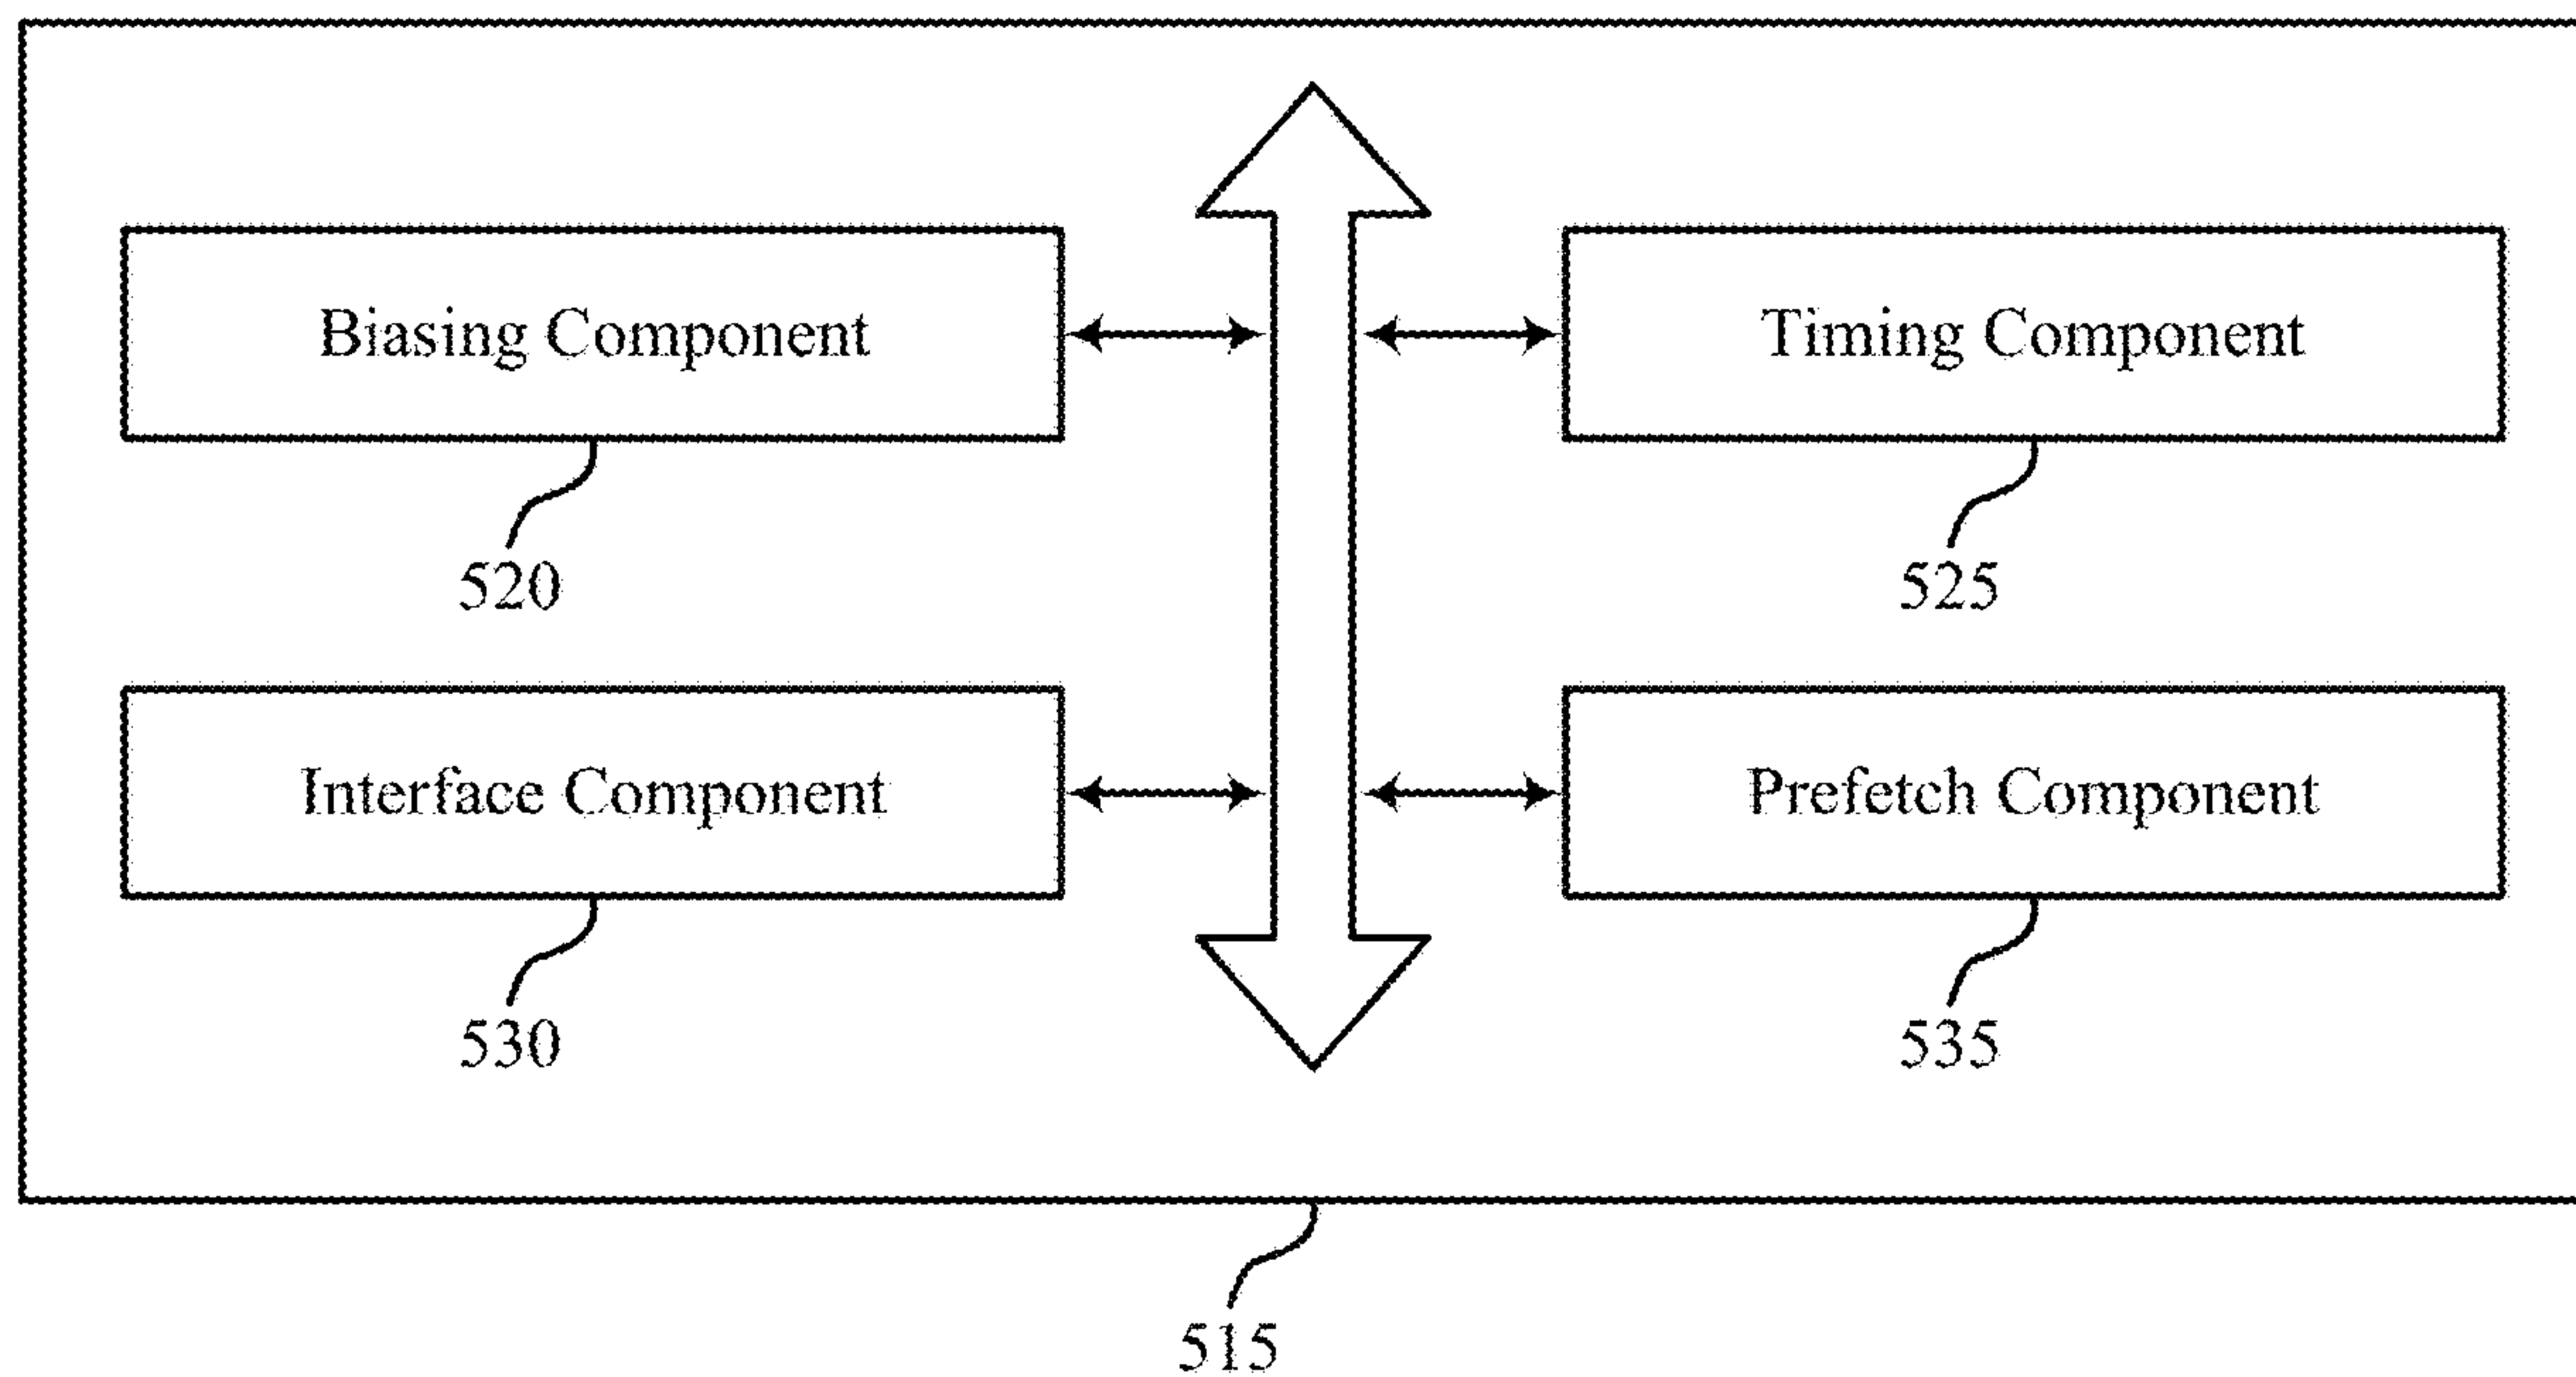 Biasing Component
Timing Component
520
525
Interface Component
Prefetch Component
530
535
515